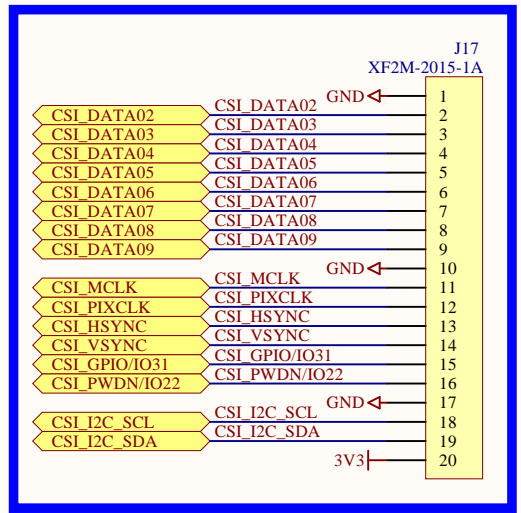 J17
XF2M-2015-1A
GND 1
CSI_DATA02 CSI_DATA02 2
CSI_DATA03 CSI_DATA03 3
CSI_DATA04 CSI_DATA04 4
CSI_DATA05 CSI_DATA05 5
CSI_DATA06 CSI_DATA06 6
CSI_DATA07 CSI_DATA07 7
CSI_DATA08 CSI_DATA08 8
CSI_DATA09 CSI_DATA09 9
GND 10
CSI_MCLK CSI_MCLK 11
CSI_PIXCLK CSI_PIXCLK 12
CSI_HSYNC CSI_HSYNC 13
CSI_VSYNC CSI_VSYNC 14
CSI_GPIO/IO31 CSI_GPIO/IO31 15
CSI_PWDN/IO22 CSI_PWDN/IO22 16
GND 17
CSI_I2C_SCL CSI_I2C_SCL 18
CSI_I2C_SDA CSI_I2C_SDA 19
3V3 20